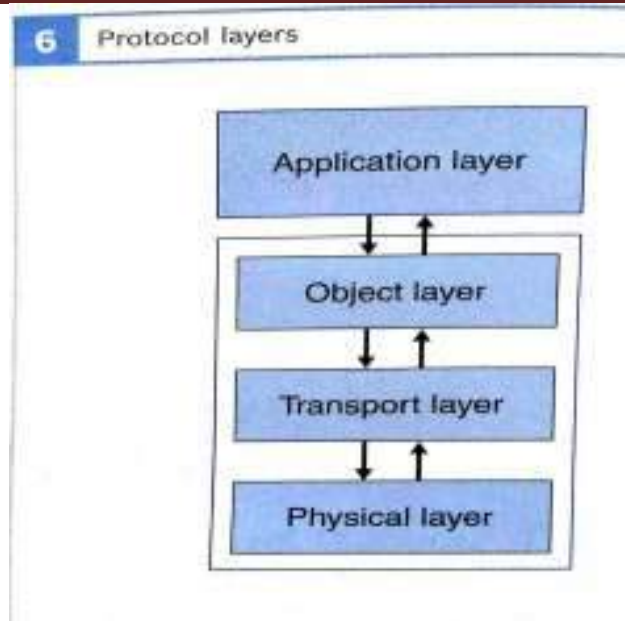 6 Protocol layers
Application layer
Object layer
Transport layer
Physical layer